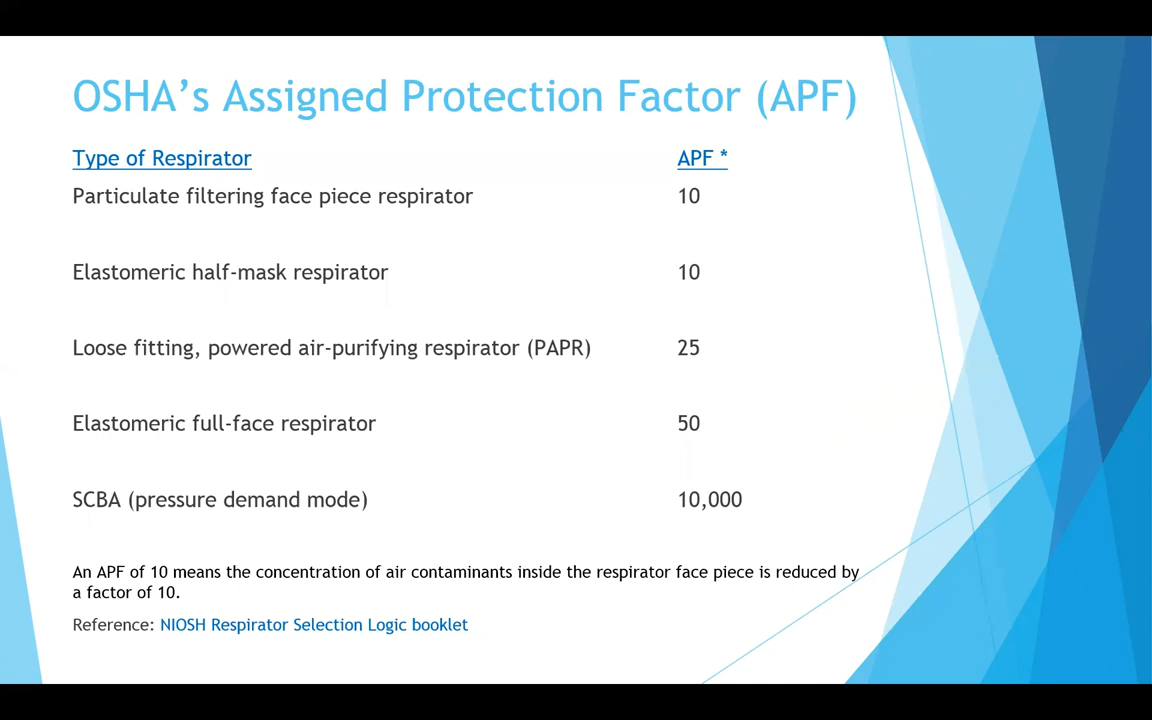 OSHA’s Assigned Protection Factor (APF)
Type of Respirator APF *
Particulate filtering face piece respirator 10
Elastomeric half-mask respirator 10
Loose fitting, powered air-purifying respirator (PAPR) 25
Elastomeric full-face respirator 50
SCBA (pressure demand mode) 10,000
An APF of 10 means the concentration of air contaminants inside the respirator face piece is reduced by
a factor of 10.
Reference: NIOSH Respirator Selection Logic booklet